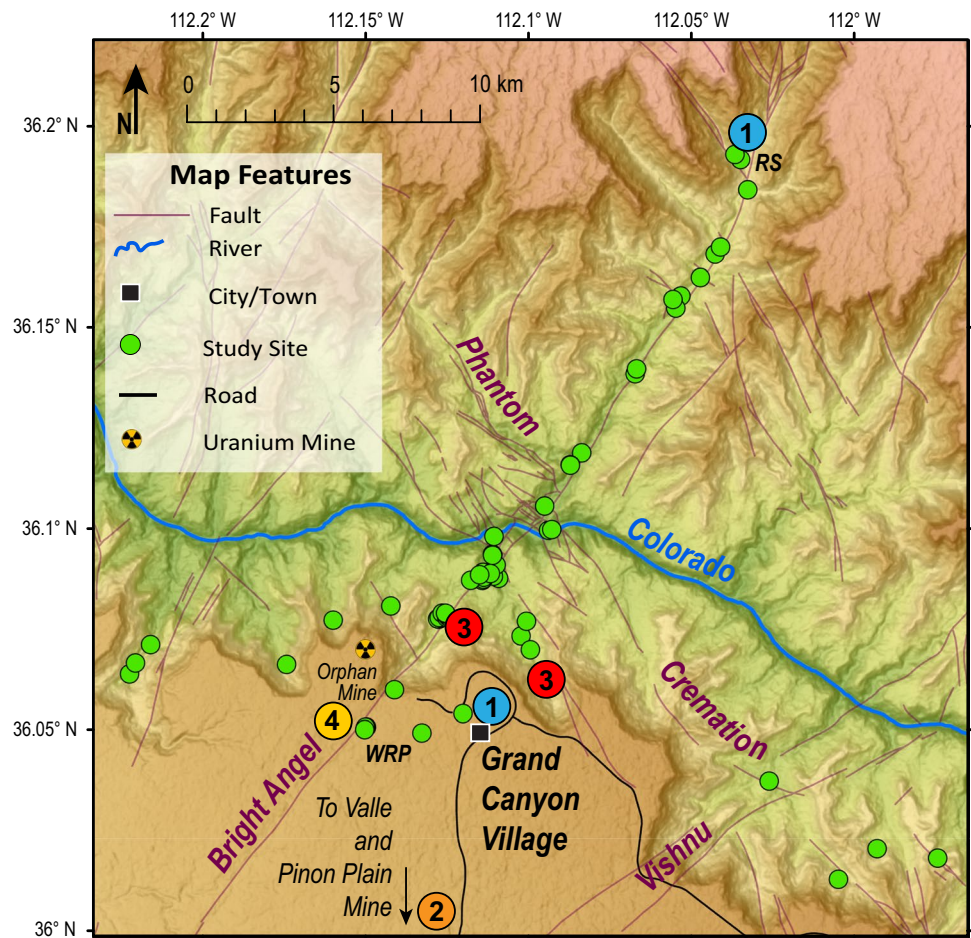 112.2° W
112.15° W
112.1° W
112.05° W
112° W
0
5
10 km
N
36.2° N
1
RS
Map Features
Fault
River
City/Town
Study Site
Road
Uranium Mine
36.15° N
Phantom
36.1° N
Colorado
3
Orphan
Mine
3
Cremation
1
4
36.05° N
WRP
Grand
Canyon
Village
Bright Angel
To Valle
and
Pinon Plain
Mine
Vishnu
2
36° N